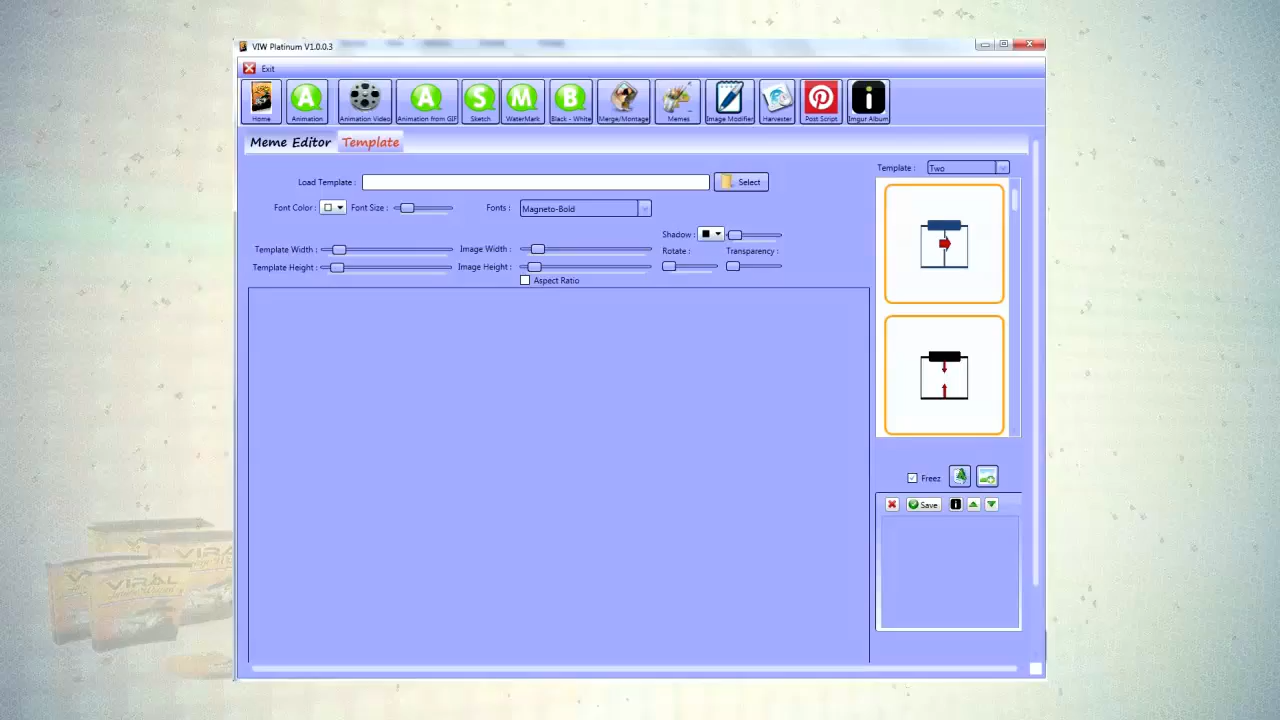 VIW Platinum V1.0.0.3
Exit
Home Animation Animation Video Animation from GIF Sketch WaterMark Black - White Merge/Montage Memes Image Modifier Harvester Post Script Imgur Album
Meme Editor Template
Load Template : Select Template : Two
Font Color: Font Size : Fonts : Magneto-Bold
Shadow :
Template Width : Image Width : Rotate : Transparency :
Template Height : Image Height :
Aspect Ratio
Freez
Save
VIRAL
VIRAL